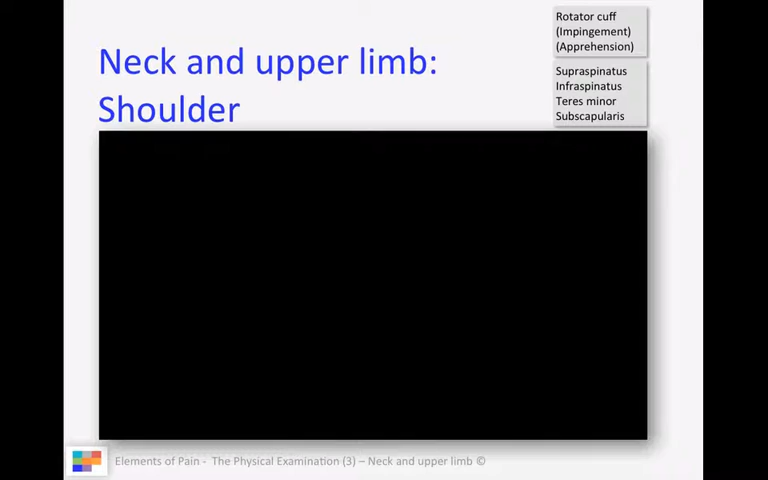 Neck and upper limb:
Shoulder
Rotator cuff
(Impingement)
(Apprehension)
Supraspinatus
Infraspinatus
Teres minor
Subscapularis
Elements of Pain - The Physical Examination (3) – Neck and upper limb ©